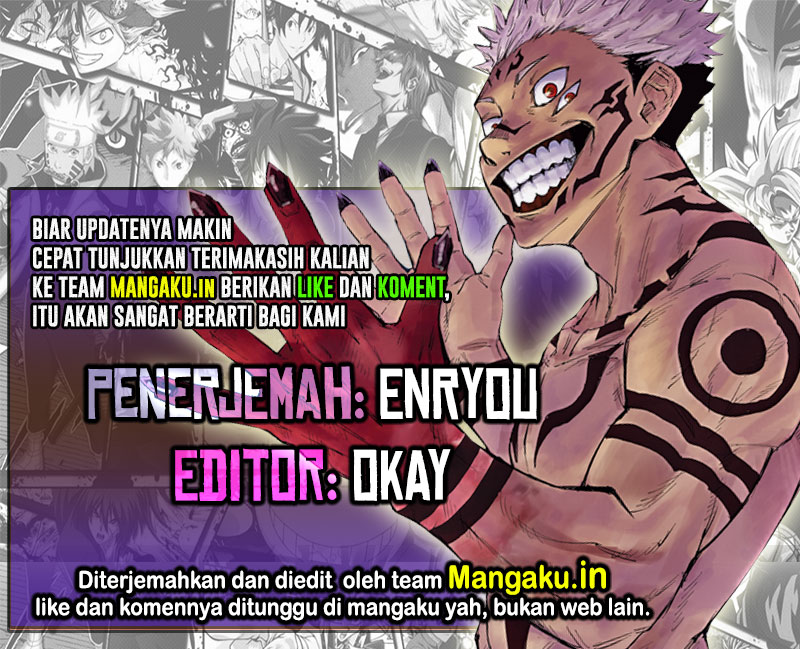 BIAR UPDATENYA MAKIN
CEPAT TUNJUKKAN TERIMAKASIH KALIAN
KE TEAM MANGAKU.IN BERIKAN LIKE DAN KOMENT,
ITU AKAN SANGAT BERARTI BAGI KAMI
PENERJEMAH: ENRYOU
EDITOR: OKAY
Diterjemahkan dan diedit oleh team Mangaku.in
like dan komennya ditunggu di mangaku yah, bukan web lain.